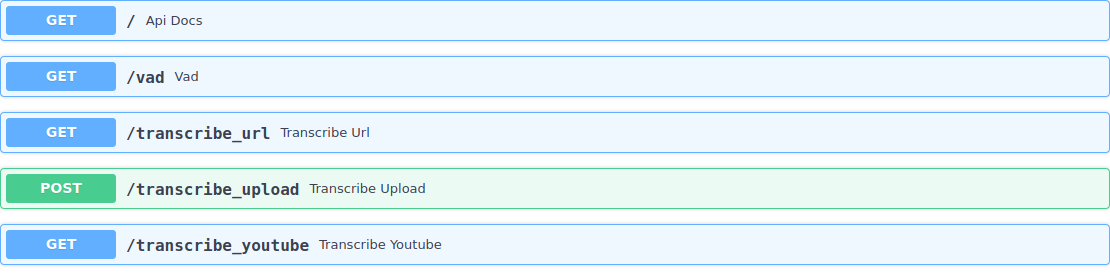 GET / Api Docs
GET /vad Vad
GET /transcribe_url Transcribe Url
POST /transcribe_upload Transcribe Upload
GET /transcribe_youtube Transcribe Youtube